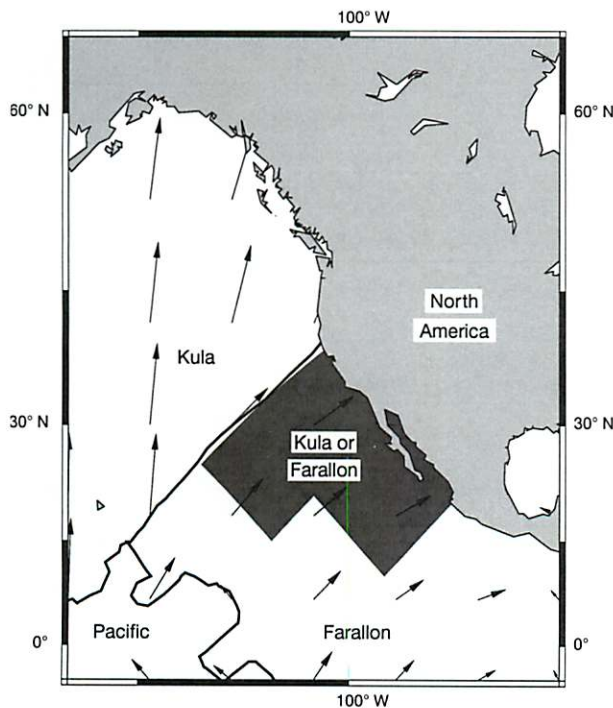 100° W
60° N
60° N
North
America
Kula
30° N
30° N
Kula or
Farallon
0°
Pacific
Farallon
0°
100° W